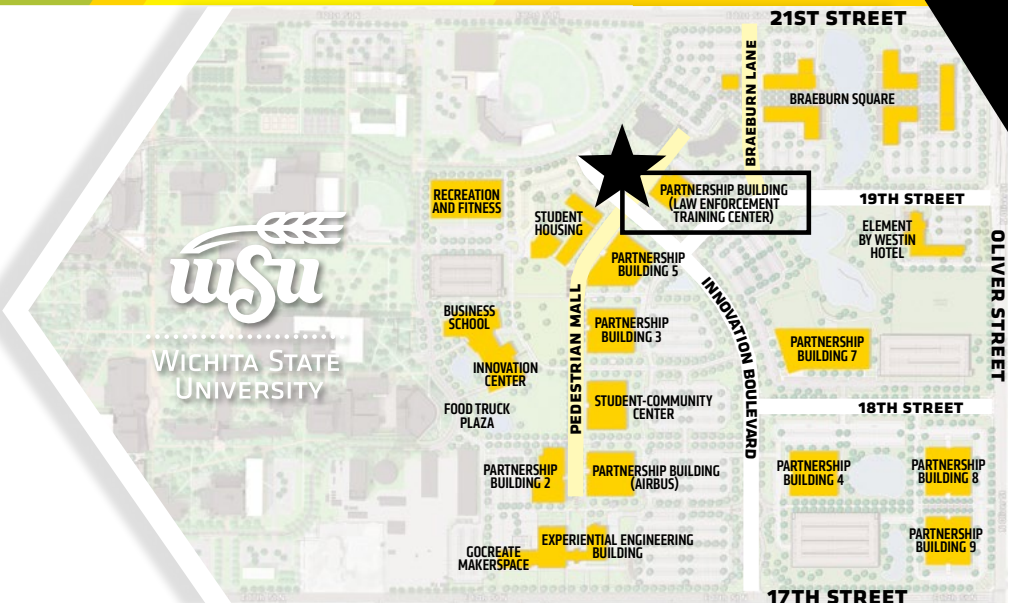 21ST STREET
BRAEBURN LANE
BRAEBURN SQUARE
RECREATION
AND FITNESS
STUDENT
HOUSING
PARTNERSHIP BUILDING
(LAW ENFORCEMENT
TRAINING CENTER)
19TH STREET
ELEMENT
BY WESTIN
HOTEL
OLIVER STREET
PARTNERSHIP
BUILDING 5
INNOVATION BOULEVARD
wsu
WICHITA STATE
UNIVERSITY
BUSINESS
SCHOOL
PEDESTRIAN MALL
PARTNERSHIP
BUILDING 3
PARTNERSHIP
BUILDING 7
INNOVATION
CENTER
FOOD TRUCK
PLAZA
STUDENT-COMMUNITY
CENTER
18TH STREET
PARTNERSHIP
BUILDING 2
PARTNERSHIP BUILDING
(AIRBUS)
PARTNERSHIP
BUILDING 4
PARTNERSHIP
BUILDING 8
EXPERIENTIAL ENGINEERING
BUILDING
GOCREATE
MAKERSPACE
PARTNERSHIP
BUILDING 9
17TH STREET